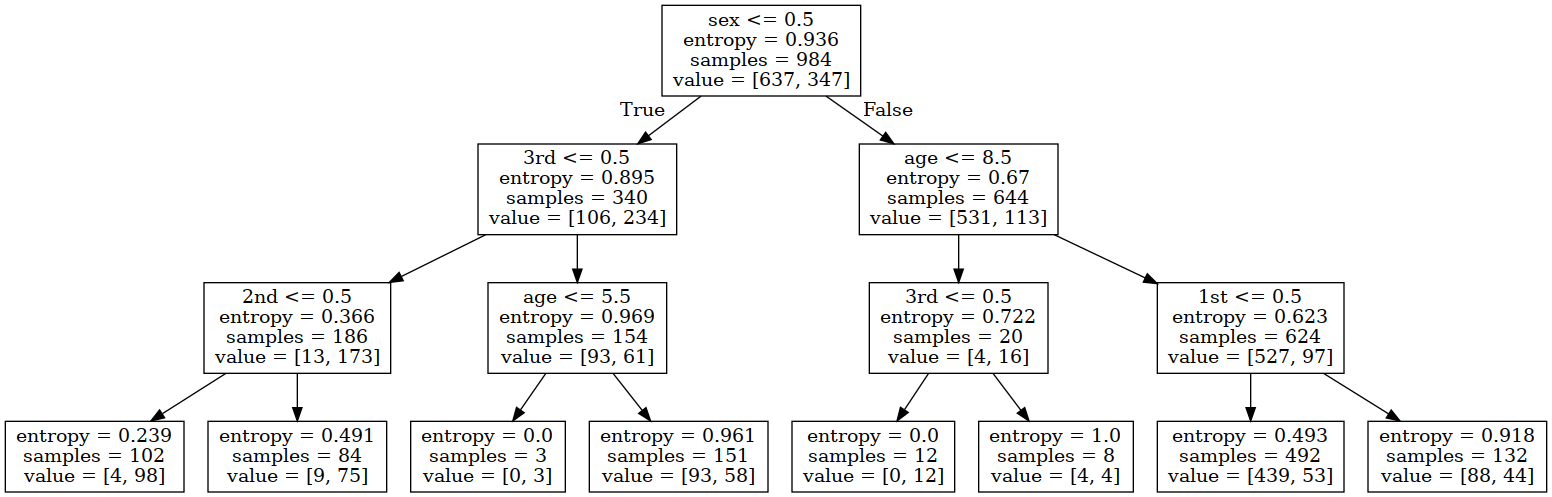 sex <= 0.5
entropy = 0.936
samples = 984
value = [637, 347]
True
False
3rd <= 0.5
entropy = 0.895
samples = 340
value = [106, 234]
age <= 8.5
entropy = 0.67
samples = 644
value = [531, 113]
2nd <= 0.5
entropy = 0.366
samples = 186
value = [13, 173]
age <= 5.5
entropy = 0.969
samples = 154
value = [93, 61]
3rd <= 0.5
entropy = 0.722
samples = 20
value = [4, 16]
1st <= 0.5
entropy = 0.623
samples = 624
value = [527, 97]
entropy = 0.239
samples = 102
value = [4, 98]
entropy = 0.491
samples = 84
value = [9, 75]
entropy = 0.0
samples = 3
value = [0, 3]
entropy = 0.961
samples = 151
value = [93, 58]
entropy = 0.0
samples = 12
value = [0, 12]
entropy = 1.0
samples = 8
value = [4, 4]
entropy = 0.493
samples = 492
value = [439, 53]
entropy = 0.918
samples = 132
value = [88, 44]